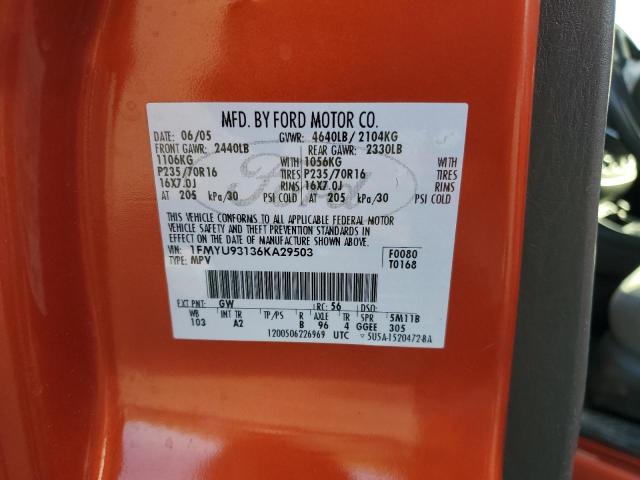 MFD. BY FORD MOTOR CO.
DATE: 06/05 GVWR: 4640LB/ 2104KG
FRONT GAWR: 2440LB REAR GAWR: 2330LB
1106KG WITH 1056KG WITH
P235/70R16 TIRES P235/70R16 TIRES
16X7.0J RIMS 16X7.0J RIMS
AT 205 kPa/30 PSI COLD AT 205 kPa/30 PSI COLD
THIS VEHICLE CONFORMS TO ALL APPLICABLE FEDERAL MOTOR
VEHICLE SAFETY AND THEFT PREVENTION STANDARDS IN
EFFECT ON THE DATE OF MANUFACTURE SHOWN ABOVE.
VIN: 1FMYU93136KA29503 F0080
TYPE: MPV T0168
Ford
EXT PNT: GW RC: 56 DSO:
WB INT TR TP/PS R AXLE TR SPR 5M11B
103 A2 B 96 4 GGEE 305
1200506226969 UTC 5U5A-1520472-BA